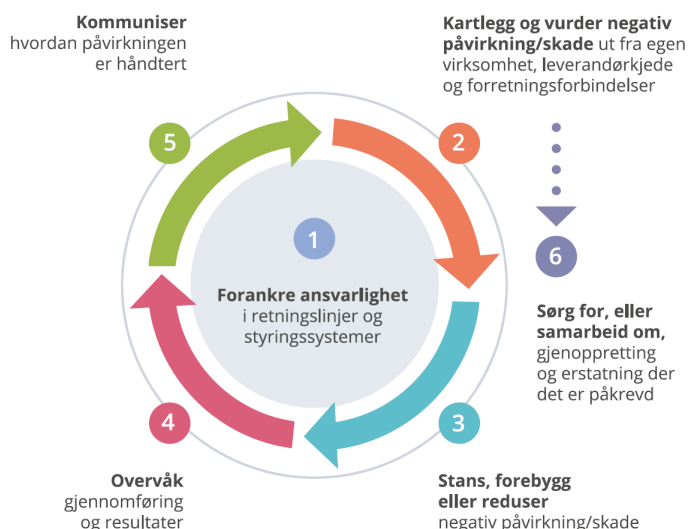 Kommuniser
hvordan påvirkningen
er håndtert
Kartlegg og vurder negativ
påvirkning/skade ut fra egen
virksomhet, leverandørkjede
og forretningsforbindelser
5
2
1
Forankre ansvarlighet
i retningslinjer og
styringssystemer
6
Sørg for, eller
samarbeid om,
gjenoppretting
og erstatning der
det er påkrevd
4
3
Overvåk
gjennomføring
og resultater
Stans, forebygg
eller reduser
negativ påvirkning/skade